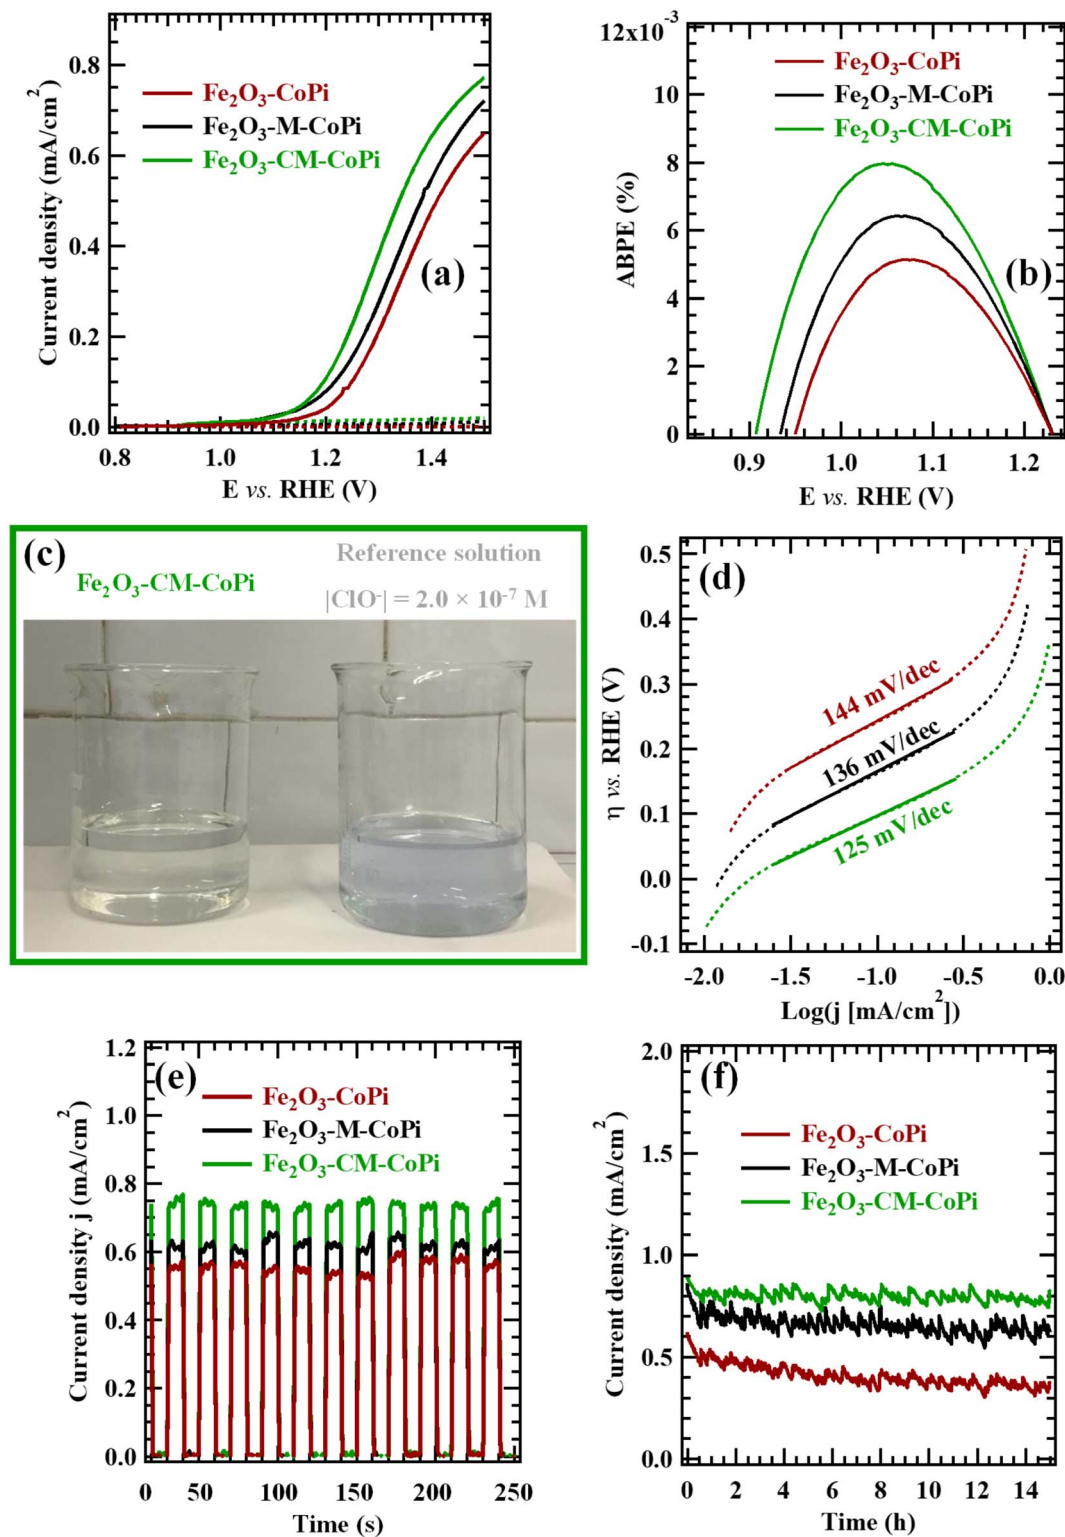 Current density (mA/cm²)
0.8
0.6
0.4
0.2
0.0
Fe₂O₃-CoPi
Fe₂O₃-M-CoPi
Fe₂O₃-CM-CoPi
(a)
0.8 1.0 1.2 1.4
E vs. RHE (V)
ABPE (%)
12x10⁻³
10
8
6
4
2
0
Fe₂O₃-CoPi
Fe₂O₃-M-CoPi
Fe₂O₃-CM-CoPi
(b)
0.9 1.0 1.1 1.2
E vs. RHE (V)
(c)
Fe₂O₃-CM-CoPi
Reference solution
|ClO⁻| = 2.0 × 10⁻⁷ M
η vs. RHE (V)
0.5
0.4
0.3
0.2
0.1
0.0
-0.1
(d)
144 mV/dec
136 mV/dec
125 mV/dec
-2.0 -1.5 -1.0 -0.5 0.0
Log(j [mA/cm²])
Current density j (mA/cm²)
1.2
1.0
0.8
0.6
0.4
0.2
0.0
(e)
Fe₂O₃-CoPi
Fe₂O₃-M-CoPi
Fe₂O₃-CM-CoPi
0 50 100 150 200 250
Time (s)
Current density (mA/cm²)
2.0
1.5
1.0
0.5
0.0
(f)
Fe₂O₃-CoPi
Fe₂O₃-M-CoPi
Fe₂O₃-CM-CoPi
0 2 4 6 8 10 12 14
Time (h)